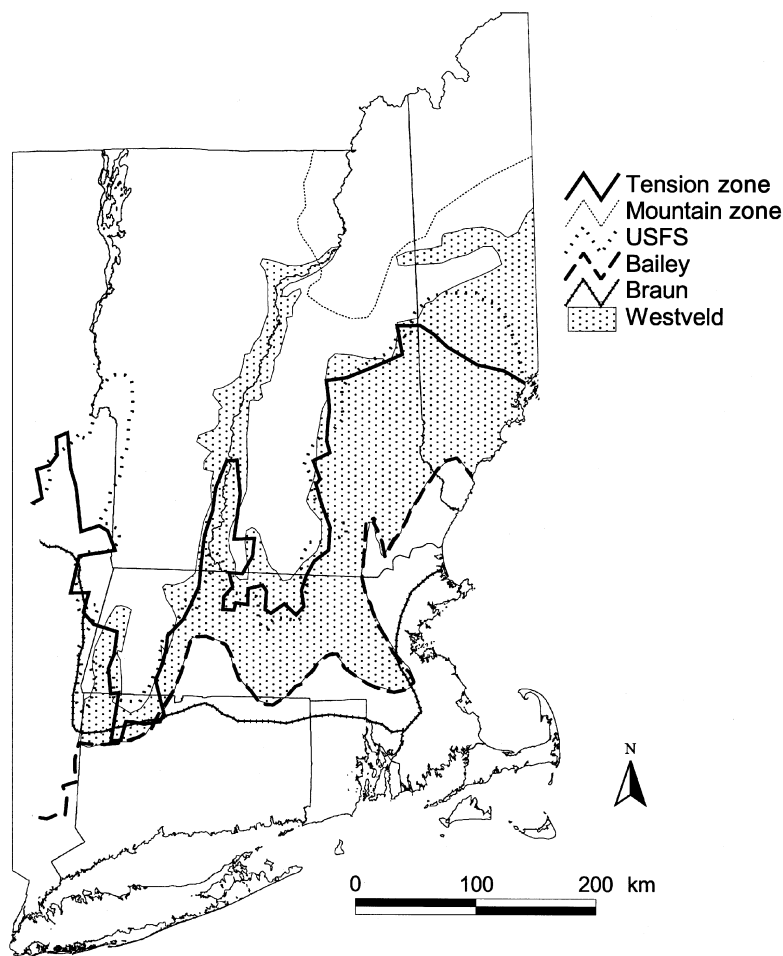 Tension zone
Mountain zone
USFS
Bailey
Braun
Westveld
N
0 100 200 km